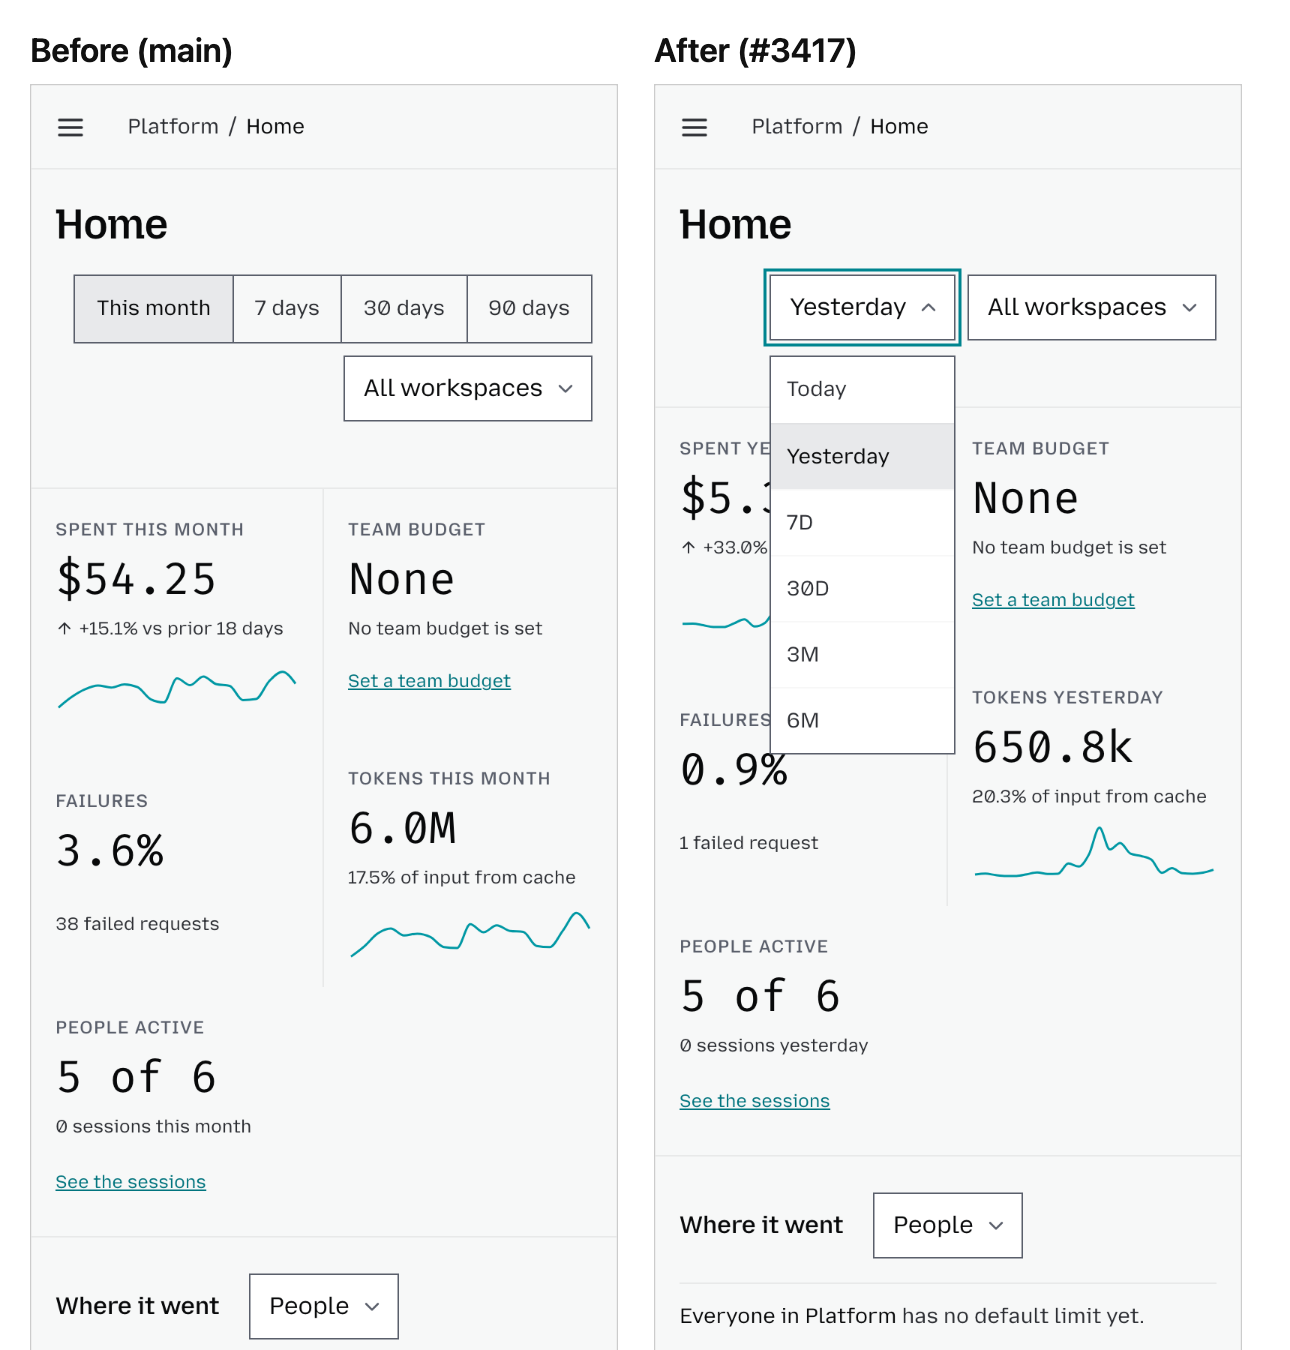 Before (main)
Platform / Home
Home
This month
7 days
30 days
90 days
All workspaces
SPENT THIS MONTH
$54.25
↑ +15.1% vs prior 18 days
TEAM BUDGET
None
No team budget is set
Set a team budget
FAILURES
3.6%
38 failed requests
TOKENS THIS MONTH
6.0M
17.5% of input from cache
PEOPLE ACTIVE
5 of 6
0 sessions this month
See the sessions
Where it went
People
After (#3417)
Platform / Home
Home
Yesterday
All workspaces
Today
Yesterday
7D
30D
3M
6M
SPENT YE
$5.
↑ +33.0%
TEAM BUDGET
None
No team budget is set
Set a team budget
FAILURES
0.9%
1 failed request
TOKENS YESTERDAY
650.8k
20.3% of input from cache
PEOPLE ACTIVE
5 of 6
0 sessions yesterday
See the sessions
Where it went
People
Everyone in Platform has no default limit yet.